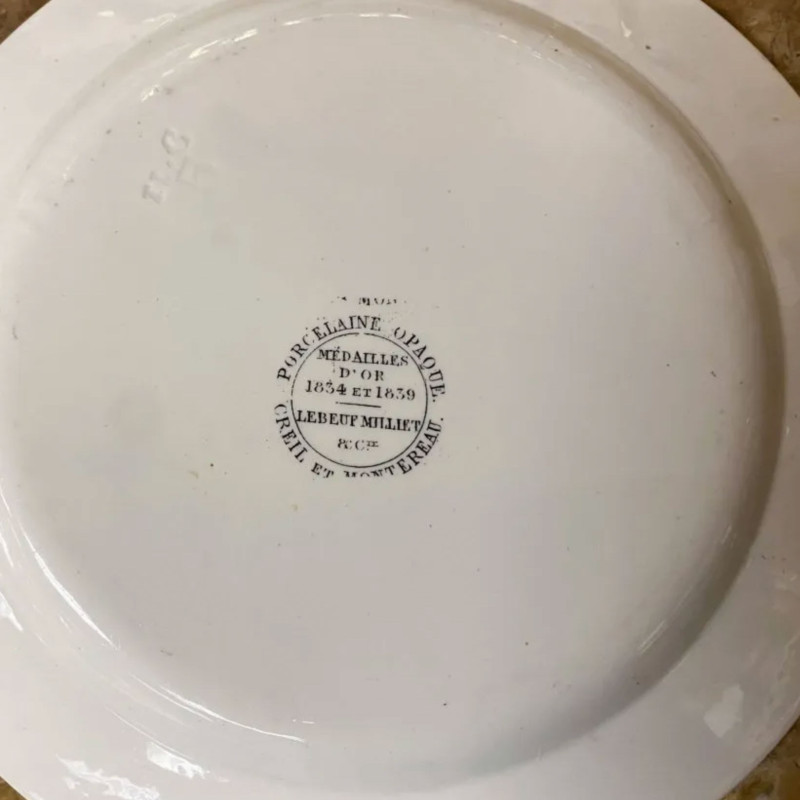 PORCELAINE OPAQUE.
MÉDAILLES
D'OR
1834 ET 1839
LEBEUF MILLIET
& CIE
CREIL ET MONTEREAU.